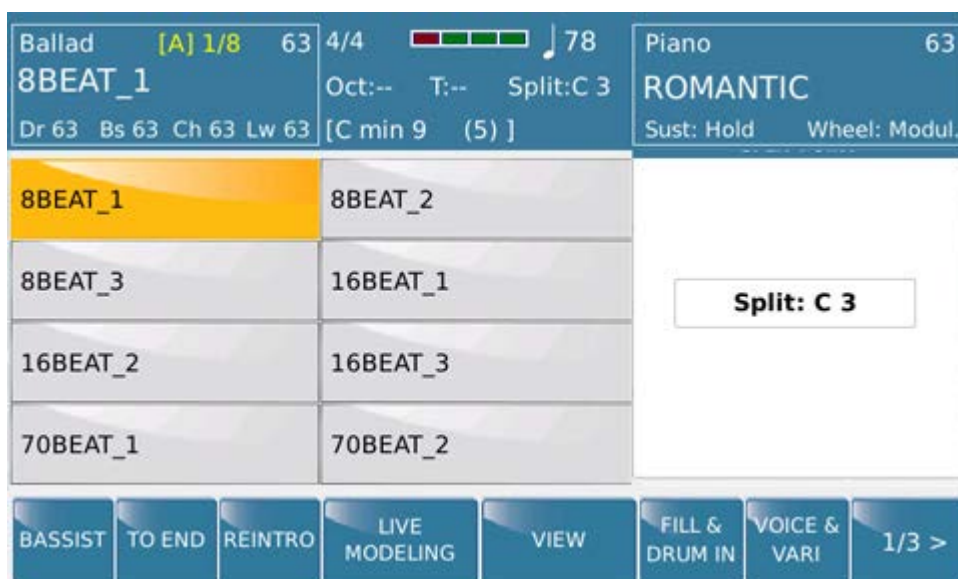 Ballad [A] 1/8 63
8BEAT_1
Dr 63 Bs 63 Ch 63 Lw 63
4/4 78
Oct:-- T:-- Split:C 3
[C min 9 (5) ]
Piano 63
ROMANTIC
Sust: Hold Wheel: Modul.
8BEAT_1 8BEAT_2
8BEAT_3 16BEAT_1
16BEAT_2 16BEAT_3
70BEAT_1 70BEAT_2
Split: C 3
BASSIST
TO END
REINTRO
LIVE
MODELING
VIEW
FILL &
DRUM IN
VOICE &
VARI
1/3 >